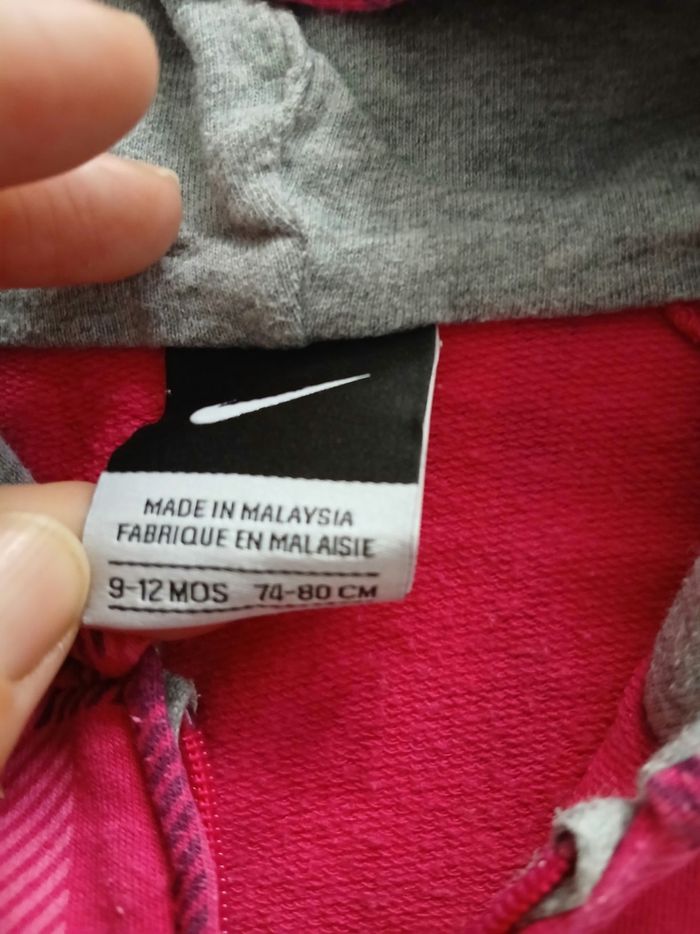 MADE IN MALAYSIA
FABRIQUE EN MALAISIE
9-12 MOS 74-80 CM